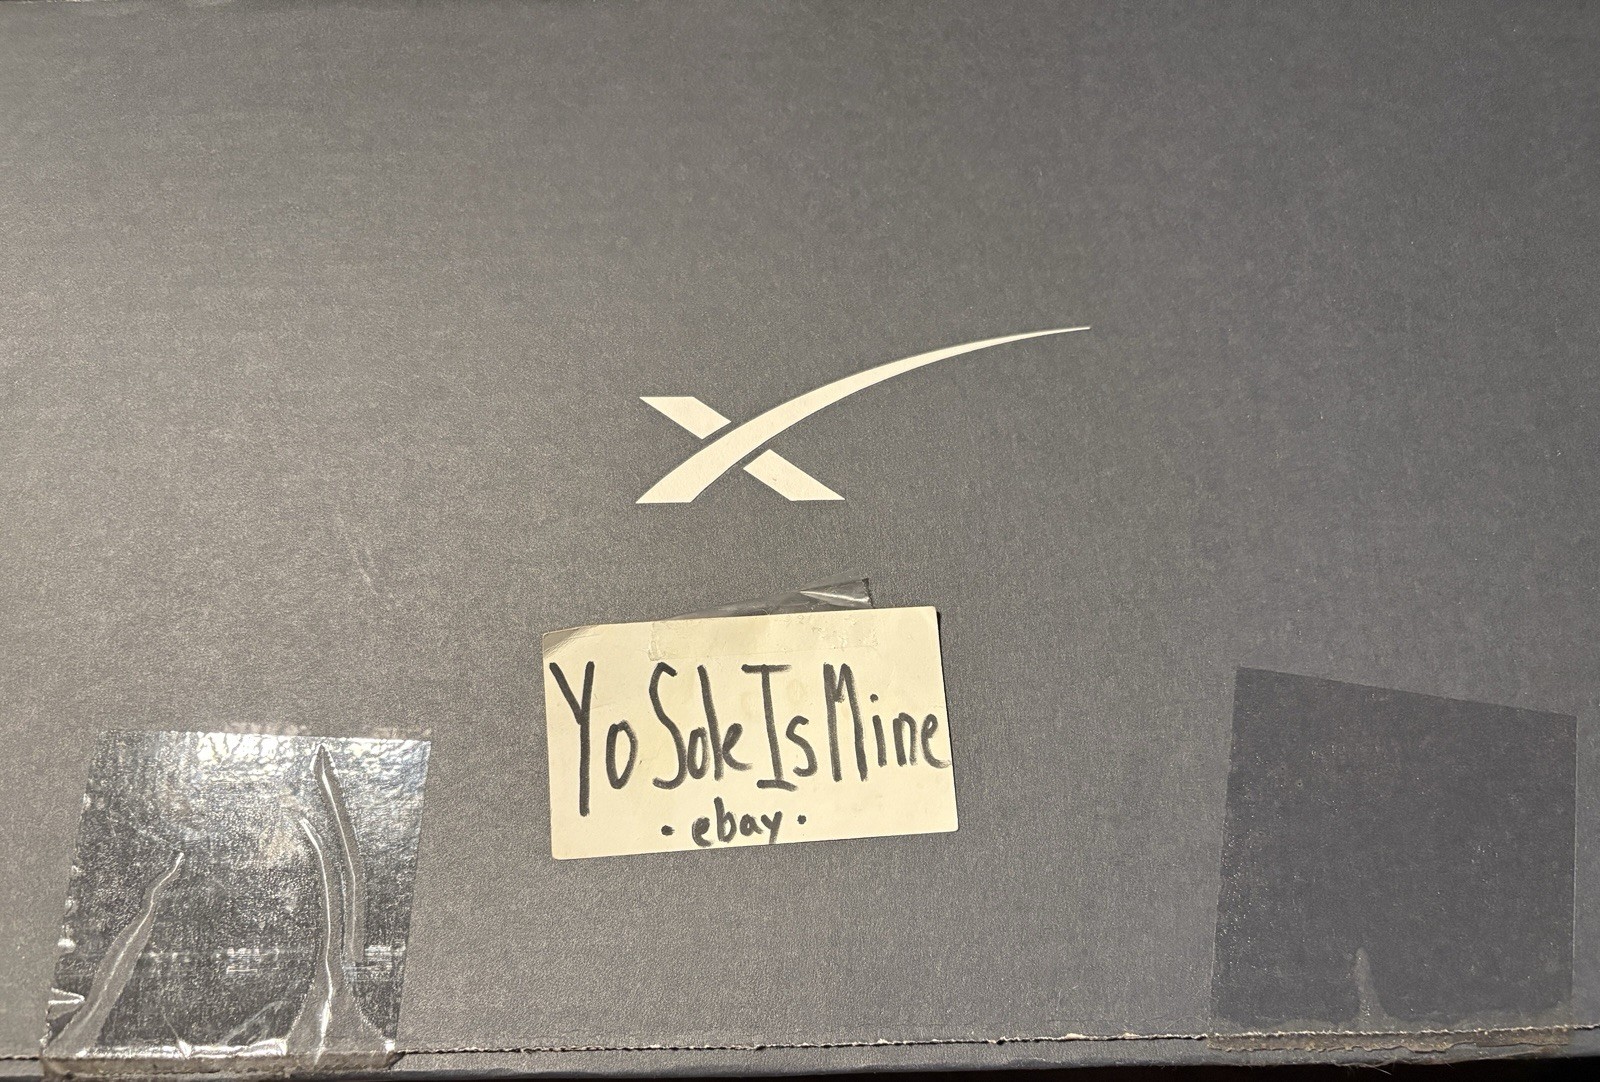 Yo Sole Is Mine
• ebay •